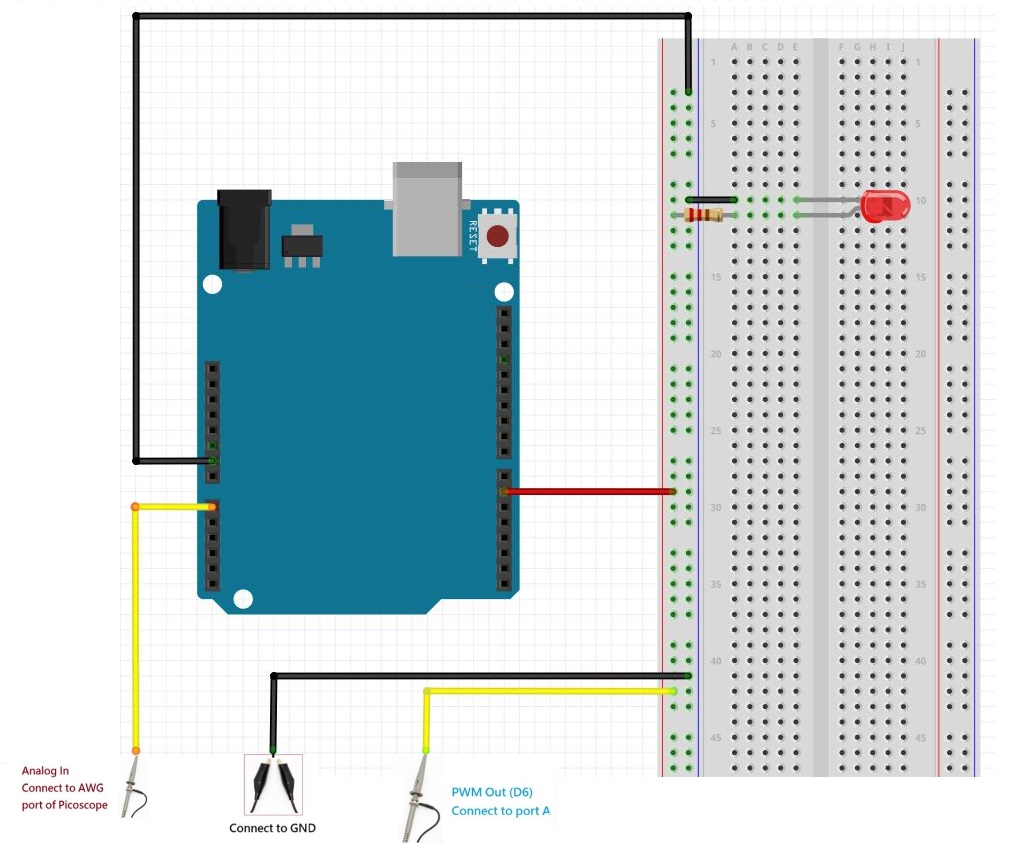 A B C D E F G H I J
1 1
5 5
10 10
RESET
15 15
20 20
25 25
30 30
35 35
40 40
45 45
Analog In
Connect to AWG
port of Picoscope
Connect to GND
PWM Out (D6)
Connect to port A